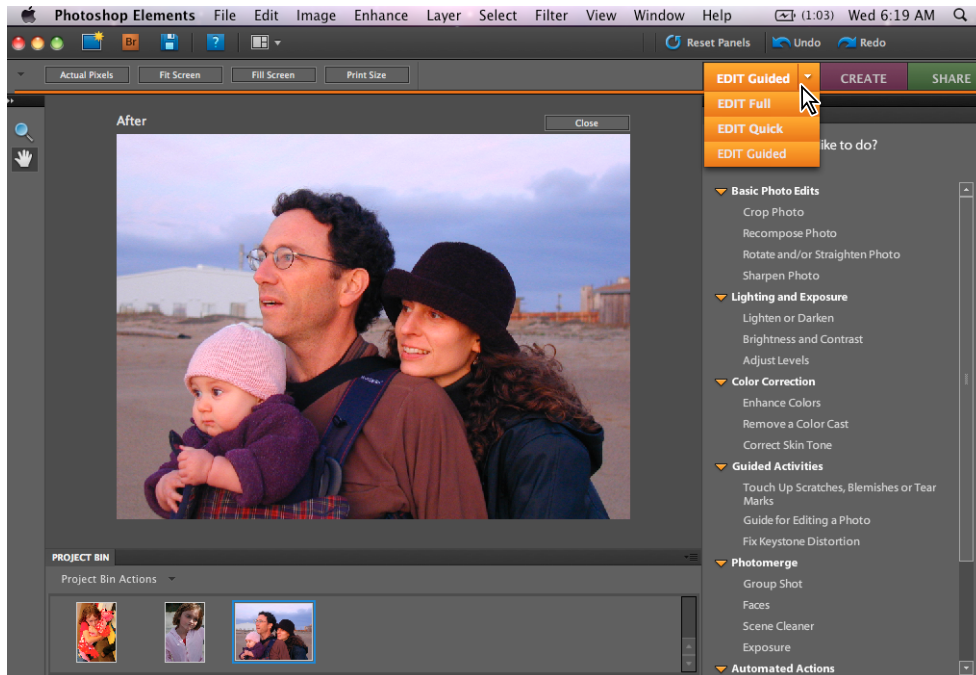 Photoshop Elements File Edit Image Enhance Layer Select Filter View Window Help (1:03) Wed 6:19 AM
Br ? Reset Panels Undo Redo
Actual Pixels Fit Screen Fill Screen Print Size EDIT Guided CREATE SHARE
EDIT Full
EDIT Quick
EDIT Guided
After Close
ike to do?
Basic Photo Edits
Crop Photo
Recompose Photo
Rotate and/or Straighten Photo
Sharpen Photo
Lighting and Exposure
Lighten or Darken
Brightness and Contrast
Adjust Levels
Color Correction
Enhance Colors
Remove a Color Cast
Correct Skin Tone
Guided Activities
Touch Up Scratches, Blemishes or Tear
Marks
Guide for Editing a Photo
Fix Keystone Distortion
Photomerge
Group Shot
Faces
Scene Cleaner
Exposure
Automated Actions
PROJECT BIN
Project Bin Actions